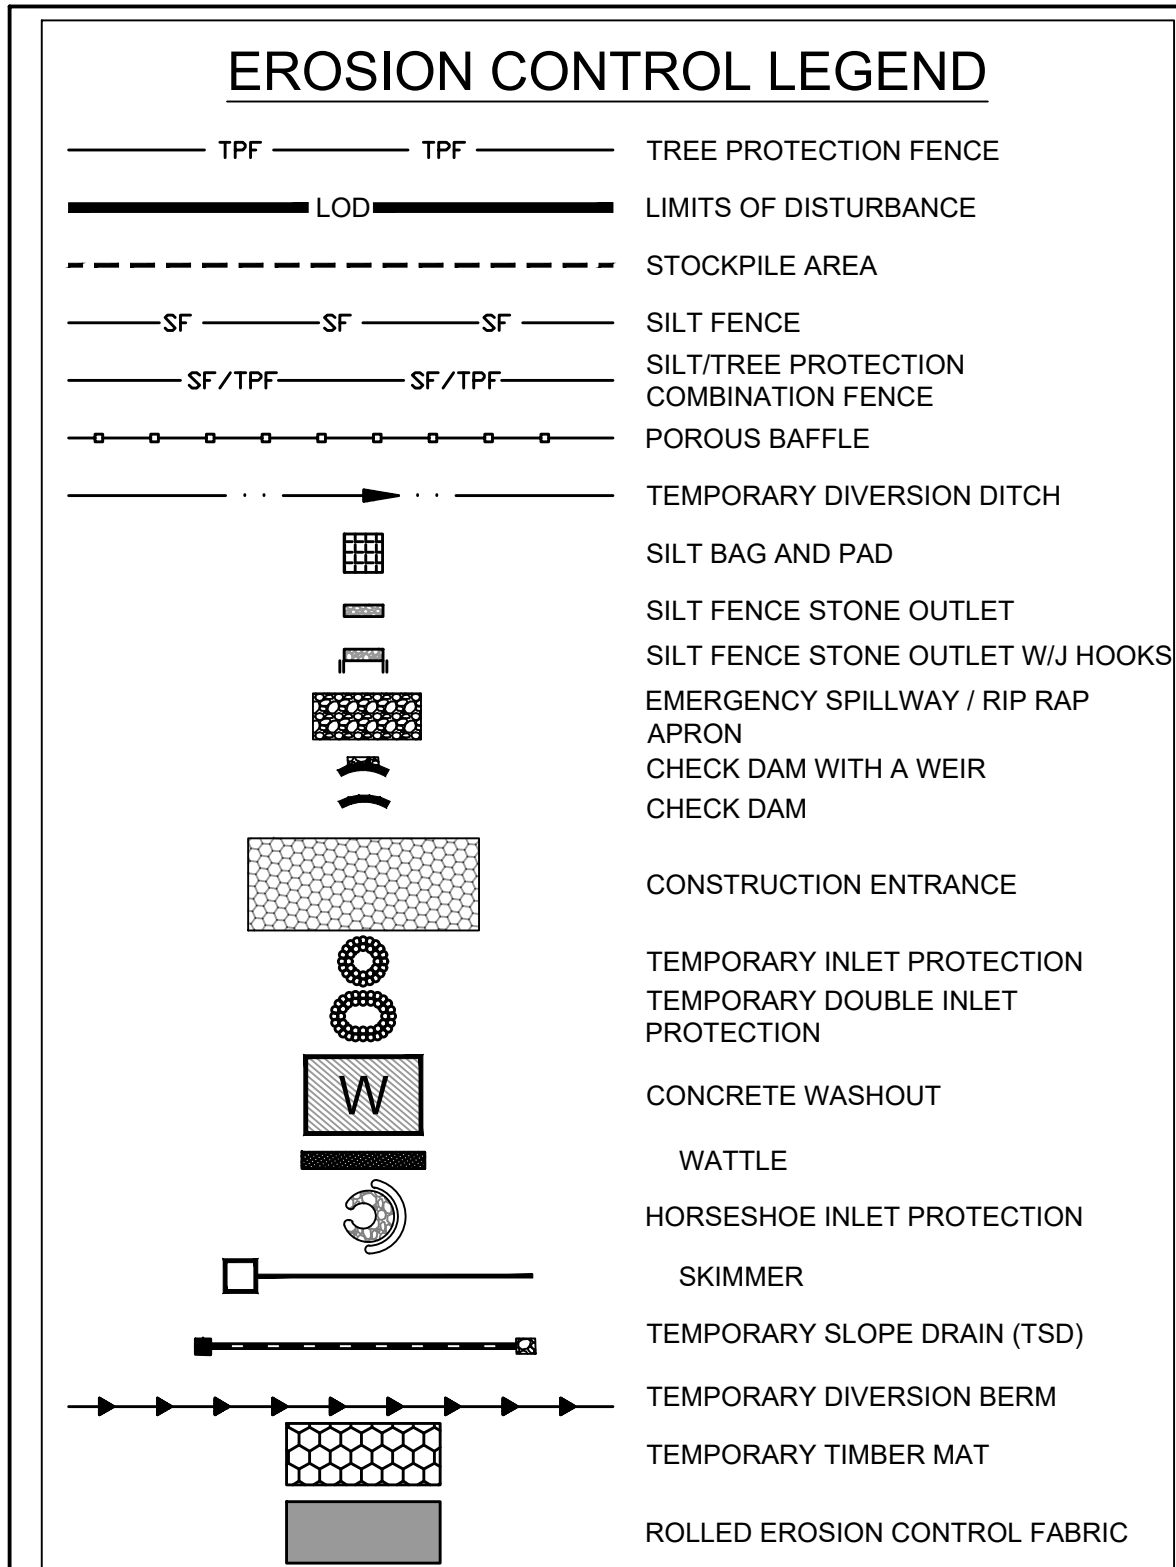 EROSION CONTROL LEGEND
TPF TPF TREE PROTECTION FENCE
LOD LIMITS OF DISTURBANCE
STOCKPILE AREA
SF SF SF SILT FENCE
SF/TPF SF/TPF SILT/TREE PROTECTION
COMBINATION FENCE
POROUS BAFFLE
TEMPORARY DIVERSION DITCH
SILT BAG AND PAD
SILT FENCE STONE OUTLET
SILT FENCE STONE OUTLET W/J HOOKS
EMERGENCY SPILLWAY / RIP RAP
APRON
CHECK DAM WITH A WEIR
CHECK DAM
CONSTRUCTION ENTRANCE
TEMPORARY INLET PROTECTION
TEMPORARY DOUBLE INLET
PROTECTION
W CONCRETE WASHOUT
WATTLE
HORSESHOE INLET PROTECTION
SKIMMER
TEMPORARY SLOPE DRAIN (TSD)
TEMPORARY DIVERSION BERM
TEMPORARY TIMBER MAT
ROLLED EROSION CONTROL FABRIC